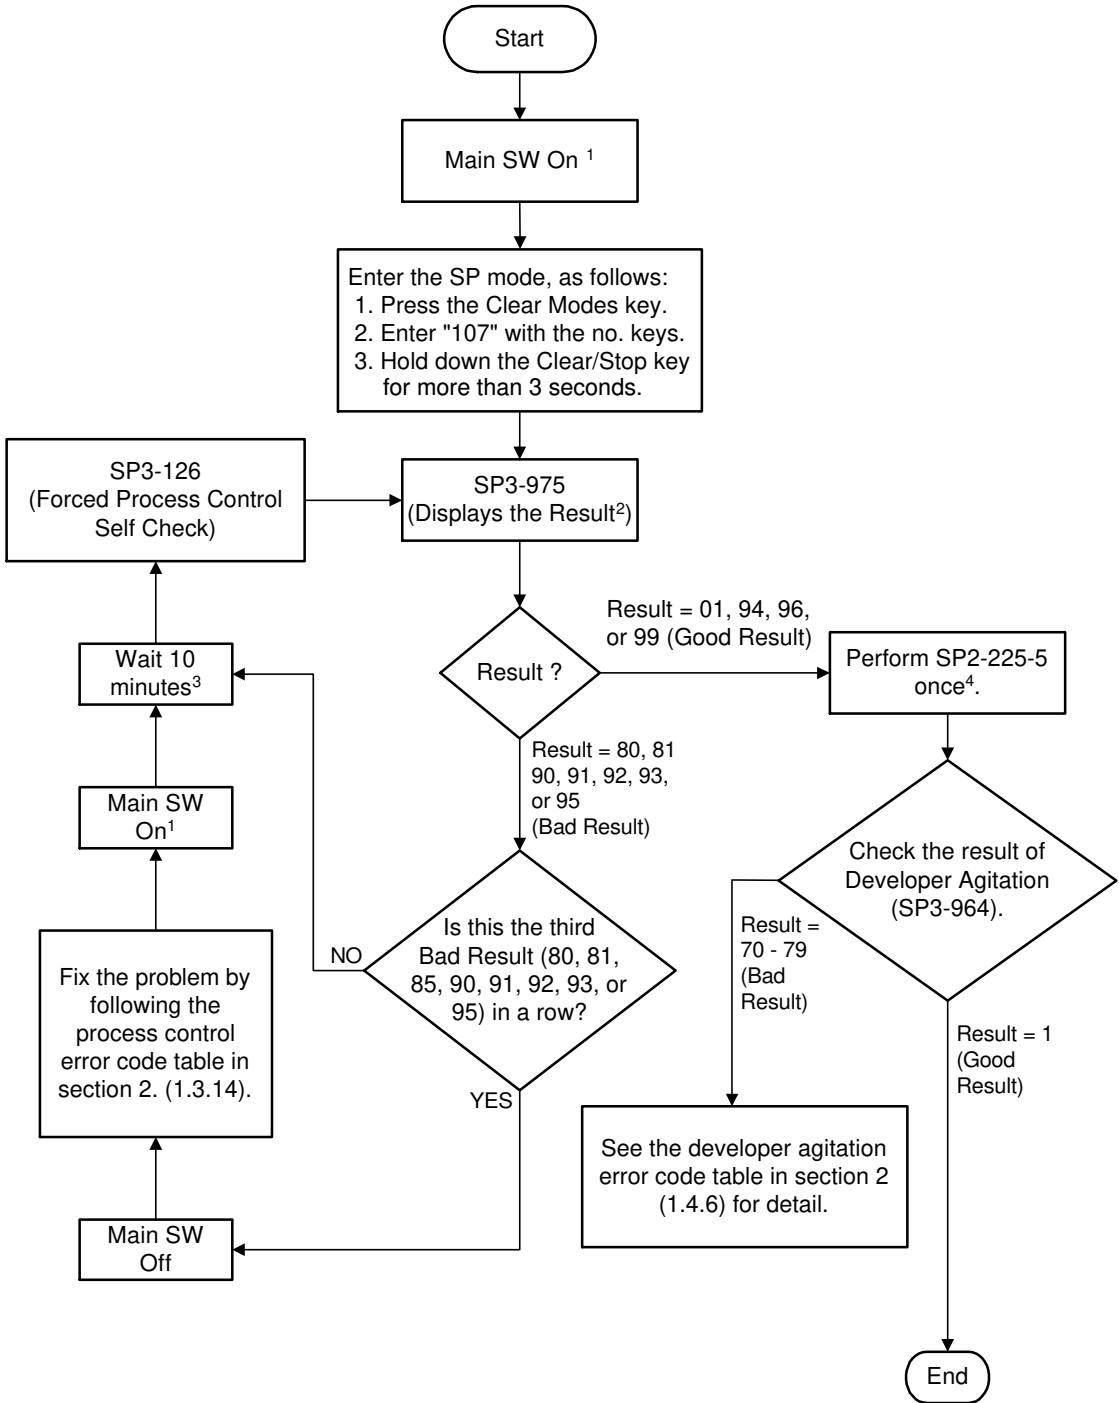 Start
Main SW On ¹
Enter the SP mode, as follows:
1. Press the Clear Modes key.
2. Enter "107" with the no. keys.
3. Hold down the Clear/Stop key
for more than 3 seconds.
SP3-126
(Forced Process Control
Self Check)
SP3-975
(Displays the Result²)
Result = 01, 94, 96,
or 99 (Good Result)
Result ?
Wait 10
minutes³
Perform SP2-225-5
once⁴.
Result = 80, 81
90, 91, 92, 93,
or 95
(Bad Result)
Main SW
On¹
Check the result of
Developer Agitation
(SP3-964).
Is this the third
Bad Result (80, 81,
85, 90, 91, 92, 93, or
95) in a row?
NO
YES
Result =
70 - 79
(Bad
Result)
Fix the problem by
following the
process control
error code table in
section 2. (1.3.14).
Result = 1
(Good
Result)
See the developer agitation
error code table in section 2
(1.4.6) for detail.
Main SW
Off
End